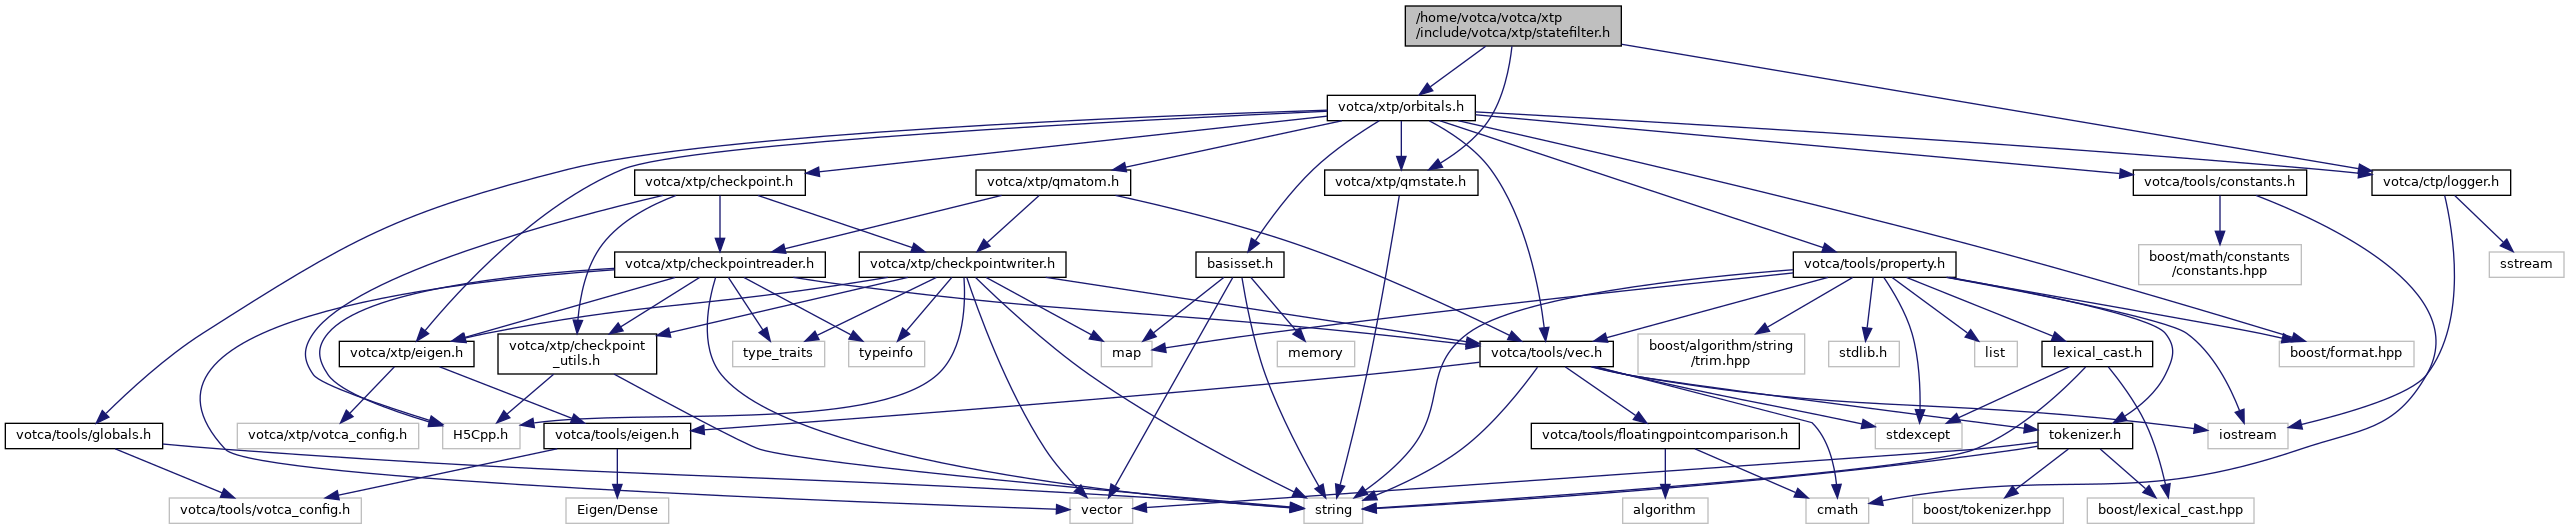 /home/votca/votca/xtp
/include/votca/xtp/statefilter.h
votca/xtp/orbitals.h
votca/xtp/checkpoint.h
votca/xtp/qmatom.h
votca/xtp/qmstate.h
votca/tools/constants.h
votca/ctp/logger.h
votca/xtp/checkpointreader.h
votca/xtp/checkpointwriter.h
basisset.h
votca/tools/property.h
boost/math/constants
/constants.hpp
sstream
votca/xtp/eigen.h
votca/xtp/checkpoint
_utils.h
type_traits
typeinfo
map
memory
votca/tools/vec.h
boost/algorithm/string
/trim.hpp
stdlib.h
list
lexical_cast.h
boost/format.hpp
votca/tools/globals.h
votca/xtp/votca_config.h
H5Cpp.h
votca/tools/eigen.h
votca/tools/floatingpointcomparison.h
stdexcept
tokenizer.h
iostream
votca/tools/votca_config.h
Eigen/Dense
vector
string
algorithm
cmath
boost/tokenizer.hpp
boost/lexical_cast.hpp